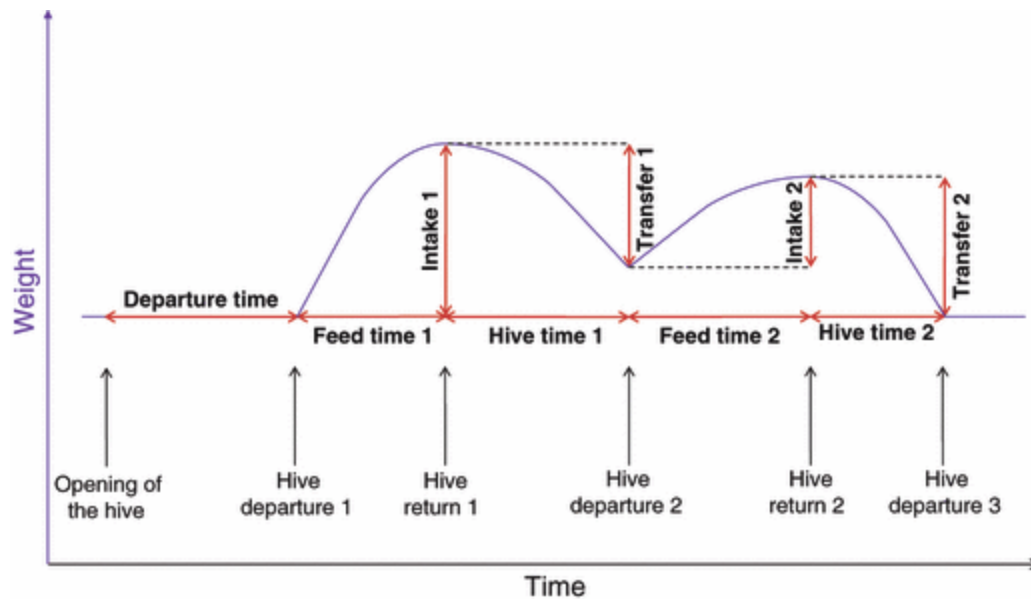 Weight
Departure time
Intake 1
Transfer 1
Intake 2
Transfer 2
Feed time 1
Hive time 1
Feed time 2
Hive time 2
Opening of
the hive
Hive
departure 1
Hive
return 1
Hive
departure 2
Hive
return 2
Hive
departure 3
Time